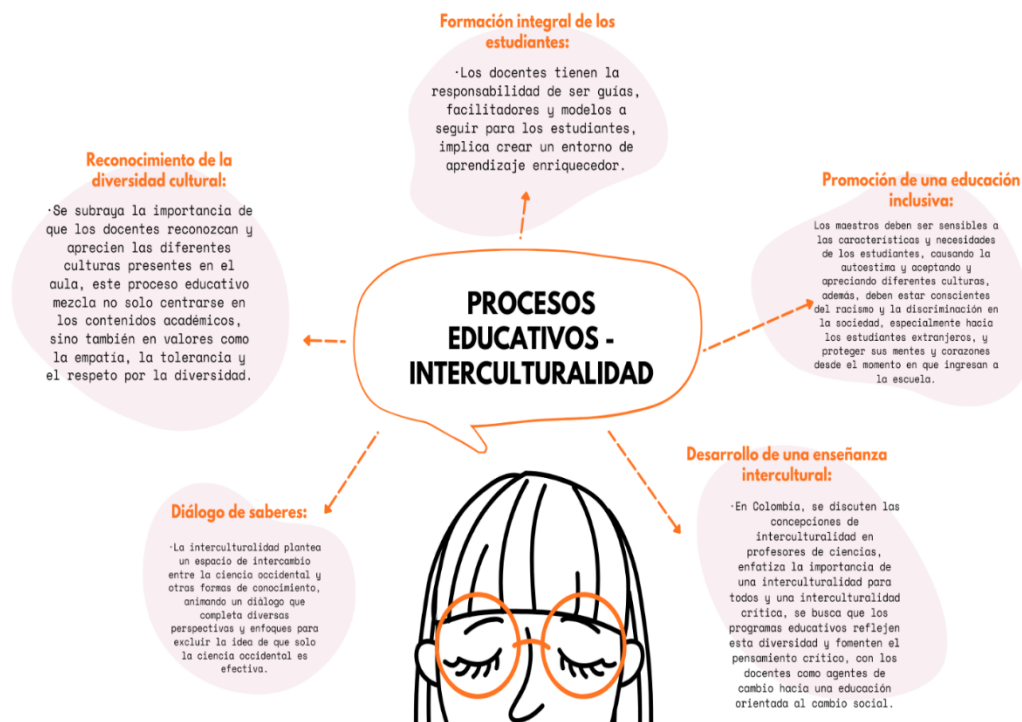 Formación integral de los
estudiantes:
·Los docentes tienen la
responsabilidad de ser guías,
facilitadores y modelos a
seguir para los estudiantes,
implica crear un entorno de
aprendizaje enriquecedor.
Reconocimiento de la
diversidad cultural:
·Se subraya la importancia de
que los docentes reconozcan y
aprecien las diferentes
culturas presentes en el
aula, este proceso educativo
mezcla no solo centrarse en
los contenidos académicos,
sino también en valores como
la empatía, la tolerancia y
el respeto por la diversidad.
PROCESOS
EDUCATIVOS -
INTERCULTURALIDAD
Promoción de una educación
inclusiva:
Los maestros deben ser sensibles a
las características y necesidades
de los estudiantes, causando la
autoestima y aceptando y
apreciando diferentes culturas,
además, deben estar conscientes
del racismo y la discriminación en
la sociedad, especialmente hacia
los estudiantes extranjeros, y
proteger sus mentes y corazones
desde el momento en que ingresan a
la escuela.
Diálogo de saberes:
·La interculturalidad plantea
un espacio de intercambio
entre la ciencia occidental y
otras formas de conocimiento,
animando un diálogo que
completa diversas
perspectivas y enfoques para
excluir la idea de que solo
la ciencia occidental es
efectiva.
Desarrollo de una enseñanza
intercultural:
·En Colombia, se discuten las
concepciones de
interculturalidad en
profesores de ciencias,
enfatiza la importancia de
una interculturalidad para
todos y una interculturalidad
crítica, se busca que los
programas educativos reflejen
esta diversidad y fomenten el
pensamiento crítico, con los
docentes como agentes de
cambio hacia una educación
orientada al cambio social.